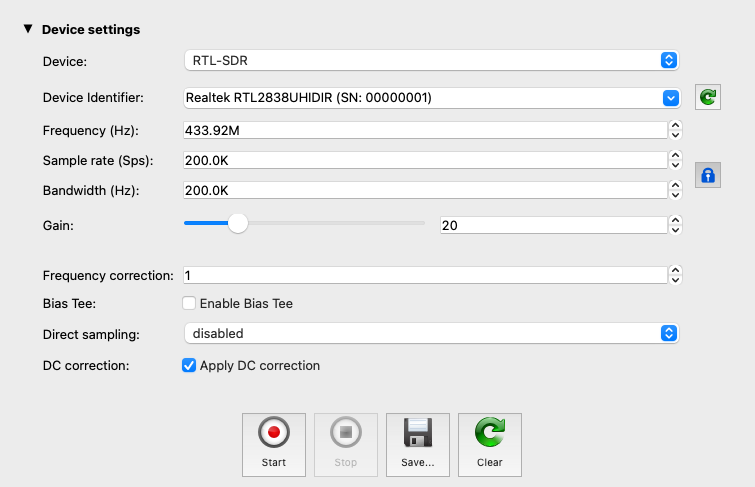 Device settings
Device: RTL-SDR
Device Identifier: Realtek RTL2838UHIDIR (SN: 00000001)
Frequency (Hz): 433.92M
Sample rate (Sps): 200.0K
Bandwidth (Hz): 200.0K
Gain: 20
Frequency correction: 1
Bias Tee: Enable Bias Tee
Direct sampling: disabled
DC correction: Apply DC correction
Start Stop Save... Clear